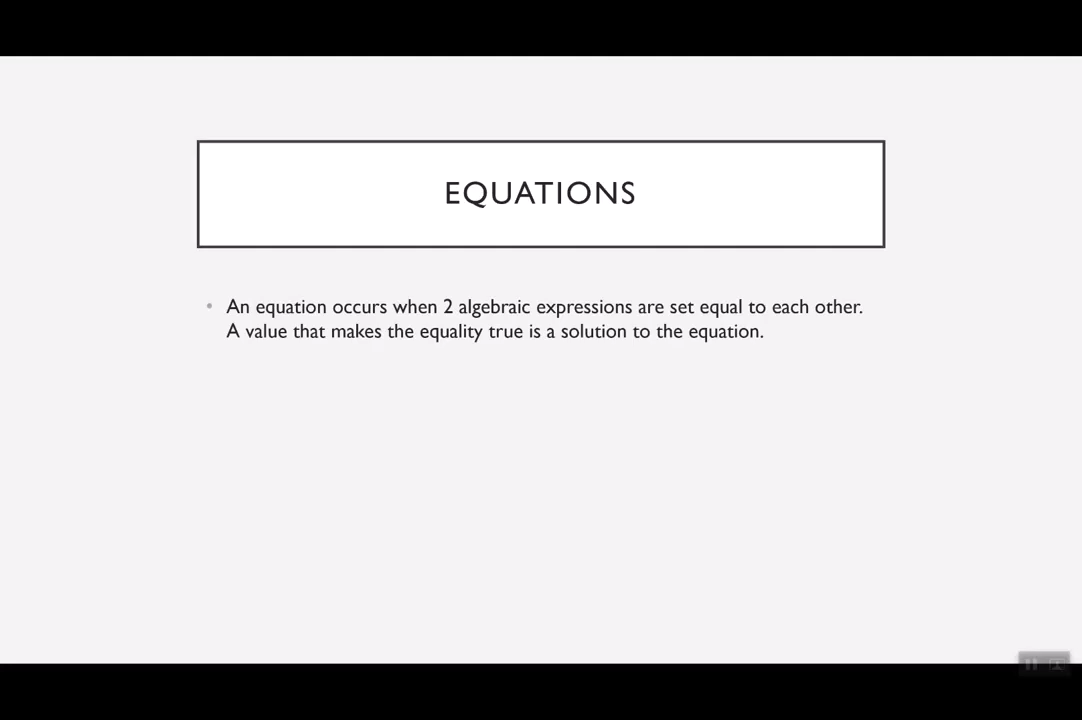 EQUATIONS
• An equation occurs when 2 algebraic expressions are set equal to each other.
A value that makes the equality true is a solution to the equation.